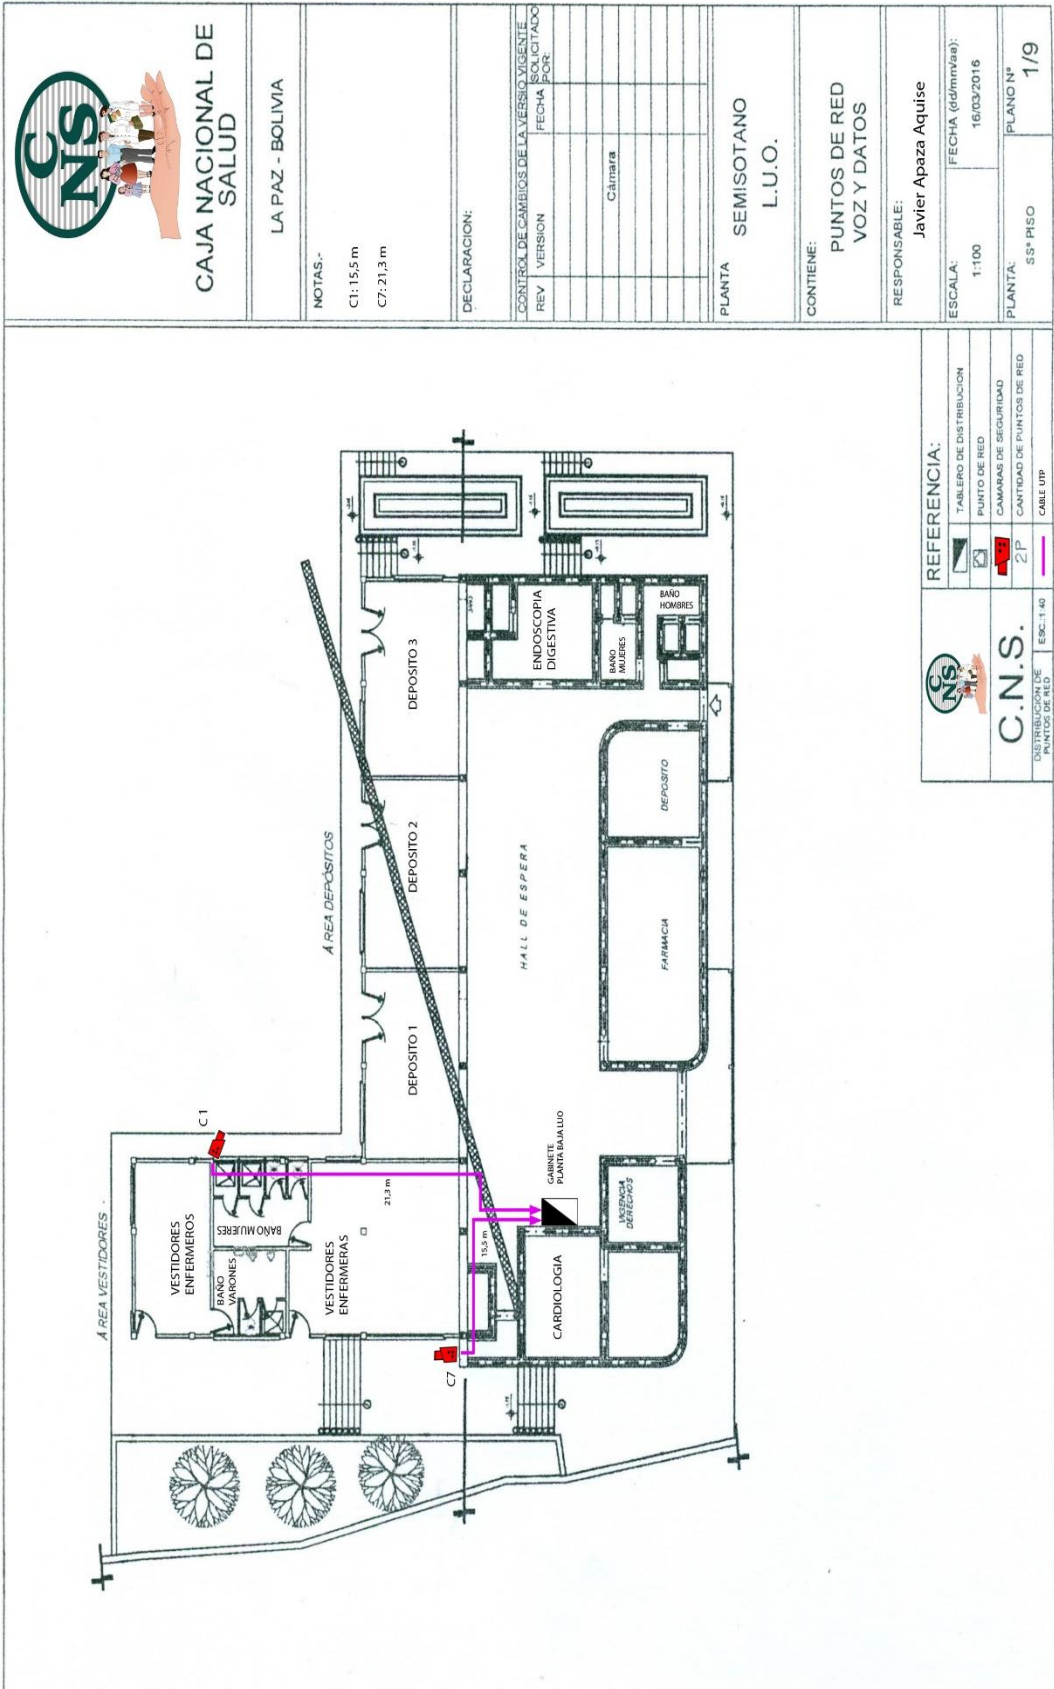 CNS
CAJA NACIONAL DE
SALUD
LA PAZ - BOLIVIA
NOTAS.-
C1: 15,5 m
C7: 21,3 m
DECLARACION:
CONTROL DE CAMBIOS DE LA VERSIO VIGENTE
REV VERSION FECHA SOLICITADO
POR:
Cámara
PLANTA
SEMISOTANO
L.U.O.
CONTIENE:
PUNTOS DE RED
VOZ Y DATOS
RESPONSABLE:
Javier Apaza Aquise
ESCALA:
1:100
FECHA (dd/mm/aa):
16/03/2016
PLANTA:
SS° PISO
PLANO N°
1/9
ÁREA VESTIDORES
C 1
VESTIDORES
ENFERMEROS
BAÑO
VARONES
BAÑO MUJERES
VESTIDORES
ENFERMERAS
21,3 m
C7
15,5 m
ÁREA DEPÓSITOS
DEPOSITO 1
DEPOSITO 2
DEPOSITO 3
GABINETE
PLANTA BAJA LUO
CARDIOLOGIA
VIGENCIA
DERECHOS
HALL DE ESPERA
FARMACIA
DEPOSITO
ENDOSCOPIA
DIGESTIVA
BAÑO
MUJERES
BAÑO
HOMBRES
CNS
C.N.S.
DISTRIBUCIÓN DE
PUNTOS DE RED
ESC.:1:40
REFERENCIA:
TABLERO DE DISTRIBUCION
PUNTO DE RED
CAMARAS DE SEGURIDAD
2P CANTIDAD DE PUNTOS DE RED
CABLE UTP